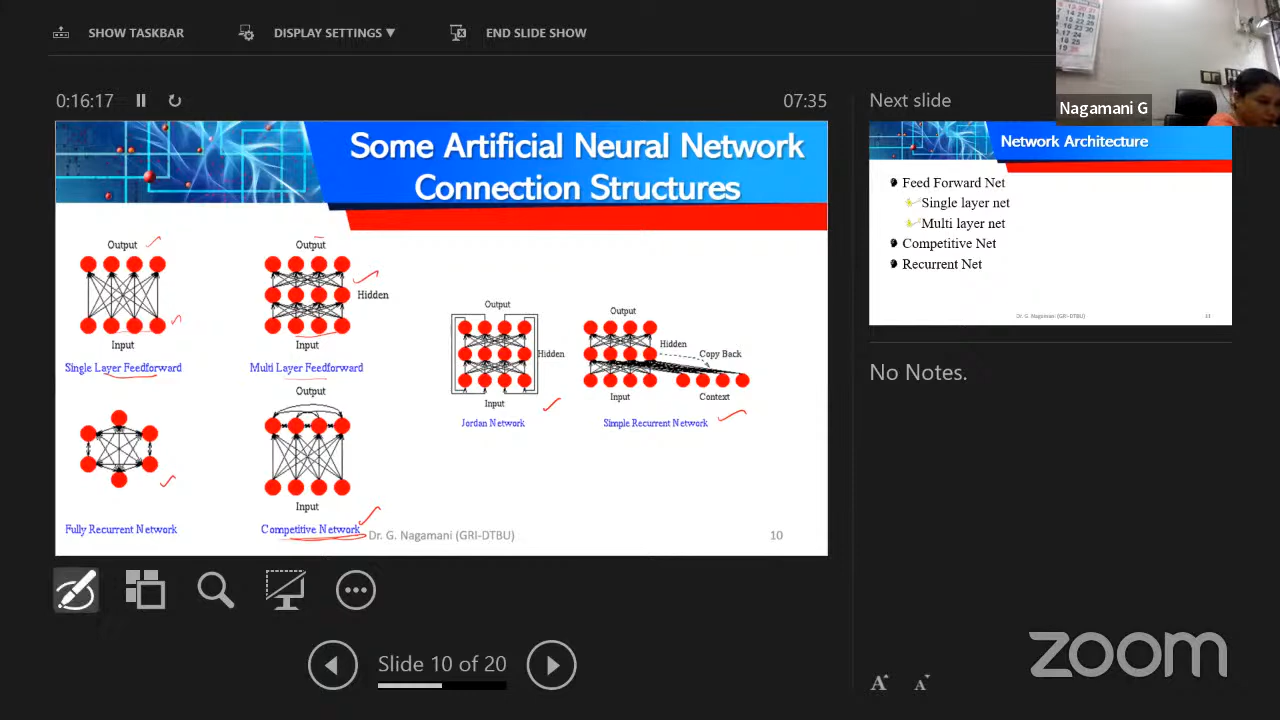 SHOW TASKBAR
DISPLAY SETTINGS ▼
END SLIDE SHOW
Nagamani G
0:16:17
07:35
Next slide
Some Artificial Neural Network
Connection Structures
Output
Input
Single Layer Feedforward
Output
Hidden
Input
Multi Layer Feedforward
Fully Recurrent Network
Output
Input
Competitive Network
Output
Hidden
Input
Jordan Network
Output
Hidden
Copy Back
Input
Context
Simple Recurrent Network
Dr. G. Nagamani (GRI-DTBU)
10
Network Architecture
Feed Forward Net
Single layer net
Multi layer net
Competitive Net
Recurrent Net
Dr. G. Nagamani (GRI-DTBU)
No Notes.
Slide 10 of 20
A
A
zoom